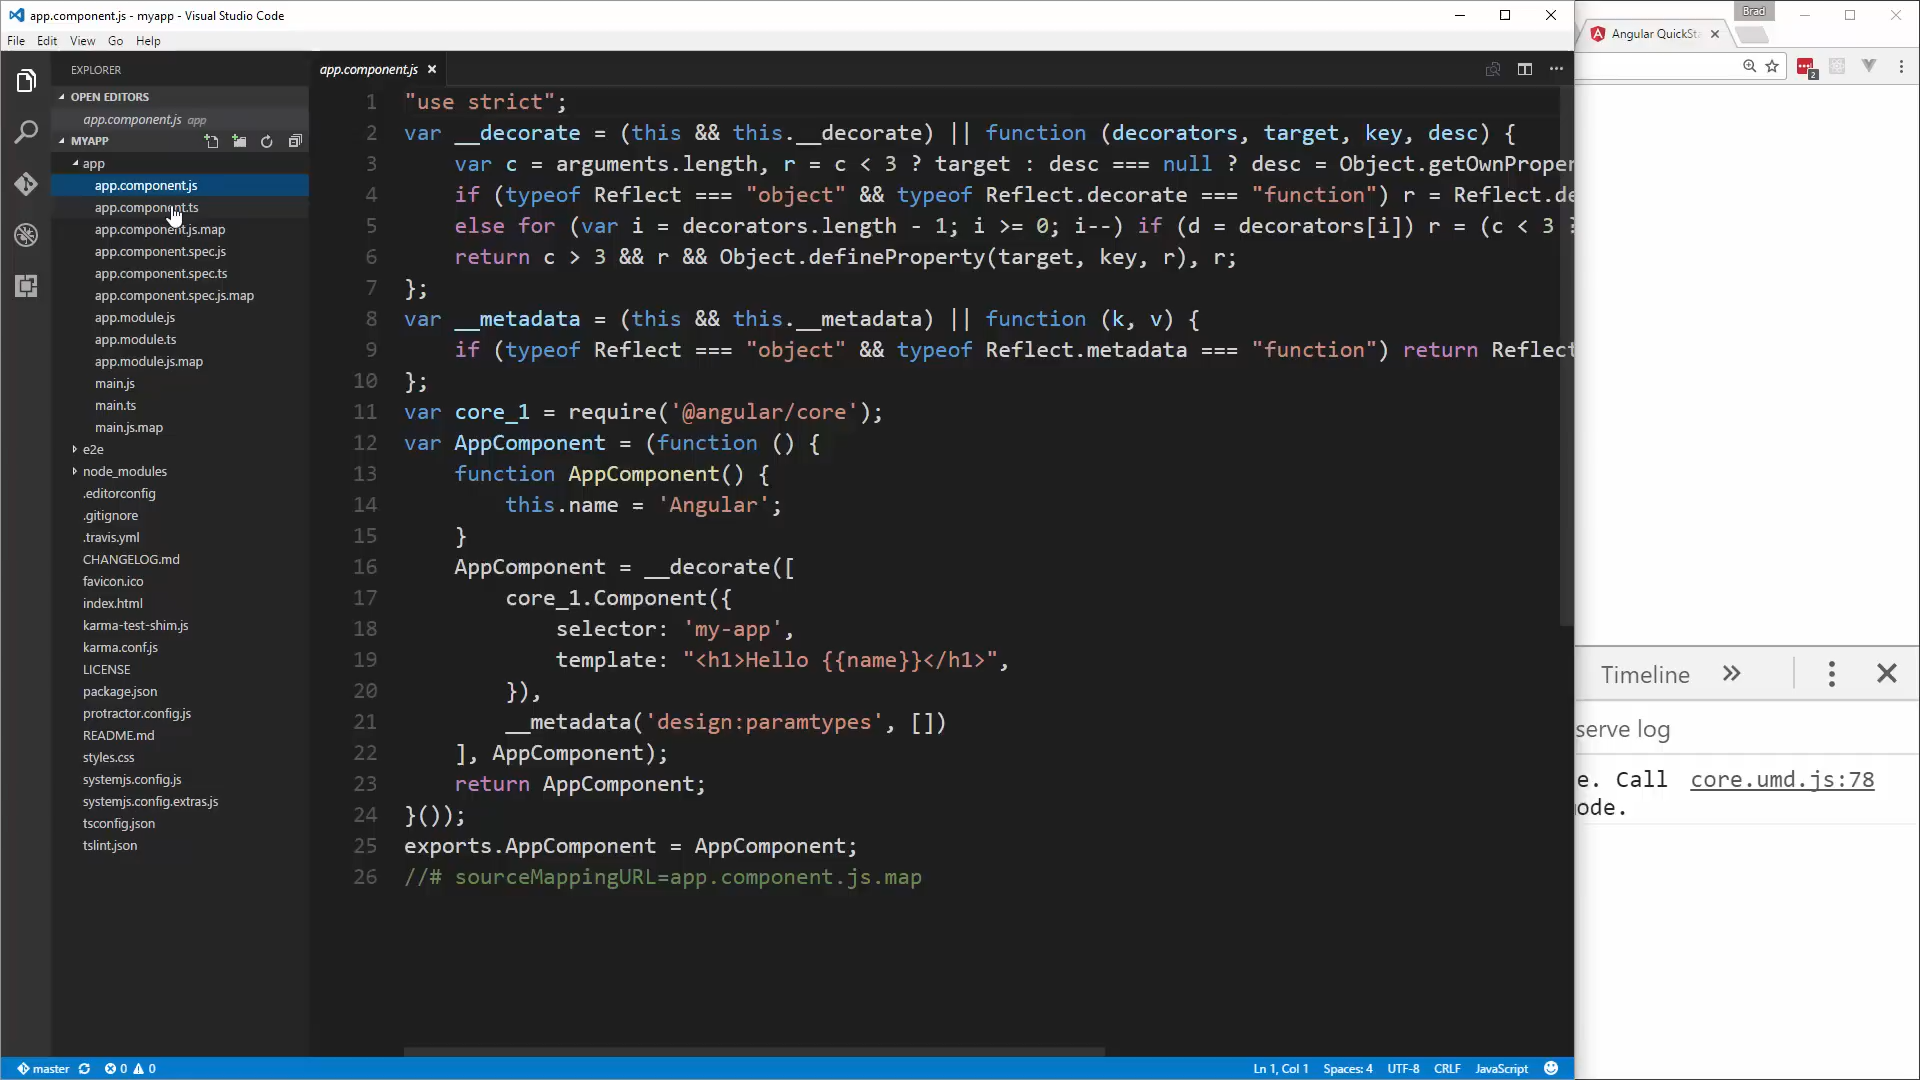 app.component.js - myapp - Visual Studio Code
File Edit View Go Help
EXPLORER
OPEN EDITORS
app.component.js app
MYAPP
app
app.component.js
app.component.ts
app.component.js.map
app.component.spec.js
app.component.spec.ts
app.component.spec.js.map
app.module.js
app.module.ts
app.module.js.map
main.js
main.ts
main.js.map
e2e
node_modules
.editorconfig
.gitignore
.travis.yml
CHANGELOG.md
favicon.ico
index.html
karma-test-shim.js
karma.conf.js
LICENSE
package.json
protractor.config.js
README.md
styles.css
systemjs.config.js
systemjs.config.extras.js
tsconfig.json
tslint.json
app.component.js
1 "use strict";
2 var __decorate = (this && this.__decorate) || function (decorators, target, key, desc) {
3 var c = arguments.length, r = c < 3 ? target : desc === null ? desc = Object.getOwnProper
4 if (typeof Reflect === "object" && typeof Reflect.decorate === "function") r = Reflect.de
5 else for (var i = decorators.length - 1; i >= 0; i--) if (d = decorators[i]) r = (c < 3 ?
6 return c > 3 && r && Object.defineProperty(target, key, r), r;
7 };
8 var __metadata = (this && this.__metadata) || function (k, v) {
9 if (typeof Reflect === "object" && typeof Reflect.metadata === "function") return Reflect
10 };
11 var core_1 = require('@angular/core');
12 var AppComponent = (function () {
13 function AppComponent() {
14 this.name = 'Angular';
15 }
16 AppComponent = __decorate([
17 core_1.Component({
18 selector: 'my-app',
19 template: "<h1>Hello {{name}}</h1>",
20 }),
21 __metadata('design:paramtypes', [])
22 ], AppComponent);
23 return AppComponent;
24 }());
25 exports.AppComponent = AppComponent;
26 //# sourceMappingURL=app.component.js.map
master 0 0
Ln 1, Col 1 Spaces: 4 UTF-8 CRLF JavaScript
Brad
Angular QuickSta
2
Timeline
serve log
e. Call core.umd.js:78
ode.